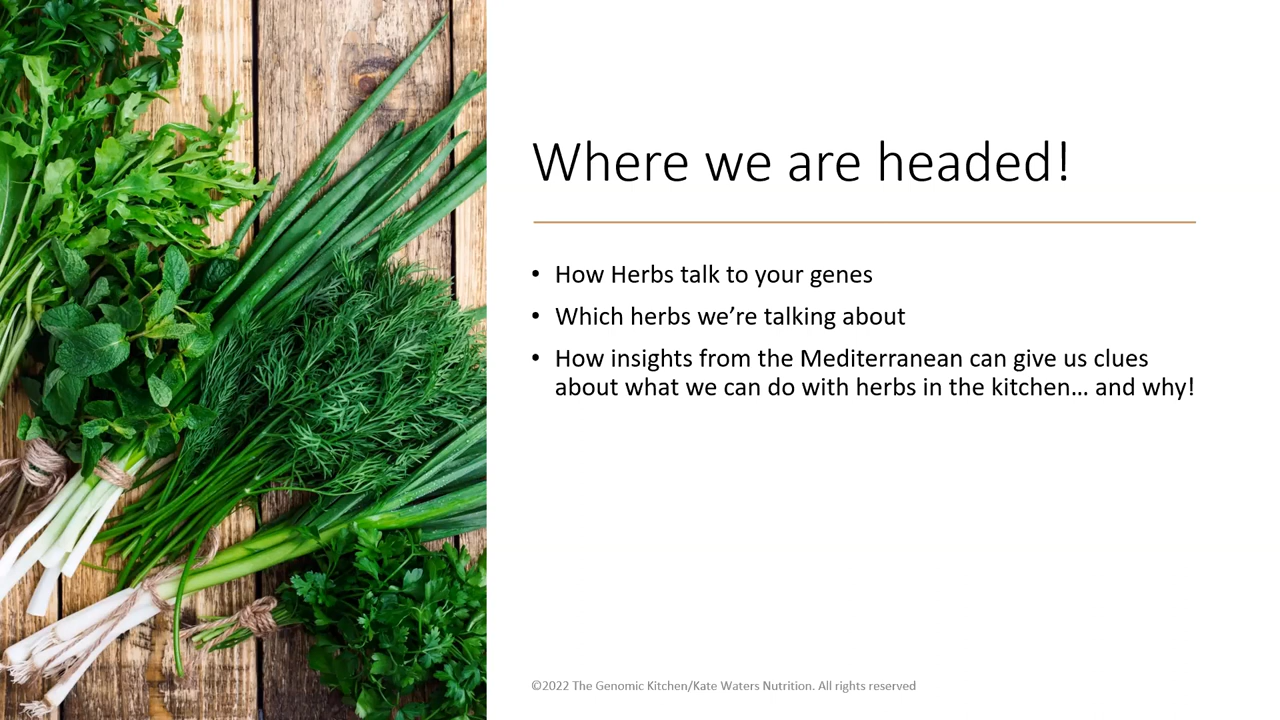 Where we are headed!
• How Herbs talk to your genes
• Which herbs we’re talking about
• How insights from the Mediterranean can give us clues
about what we can do with herbs in the kitchen… and why!
©2022 The Genomic Kitchen/Kate Waters Nutrition. All rights reserved